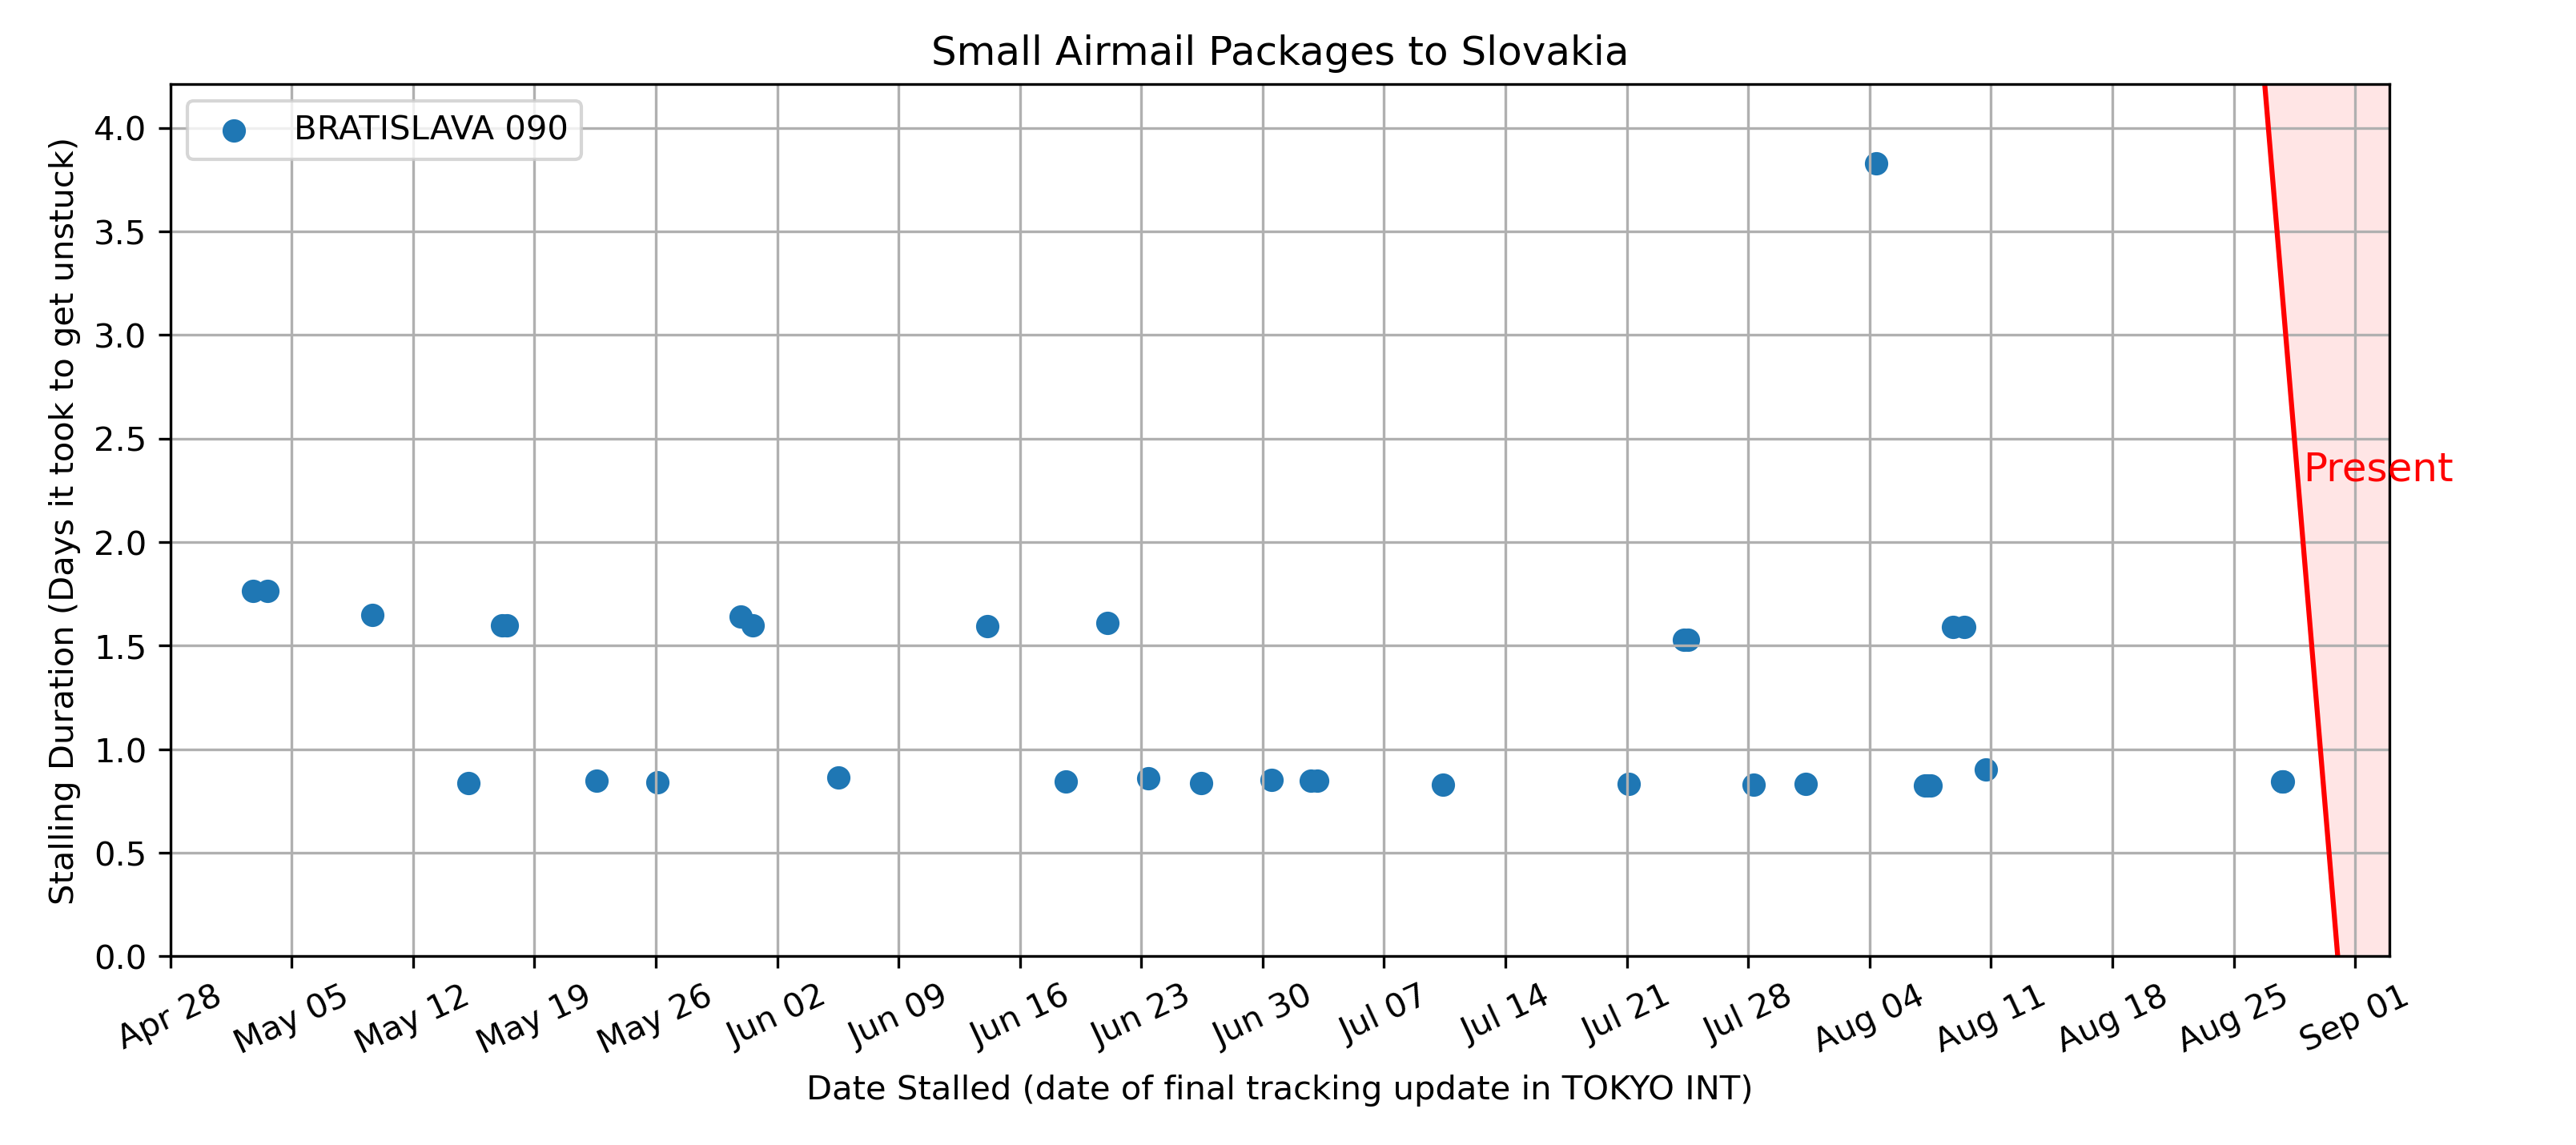 Small Airmail Packages to Slovakia
BRATISLAVA 090
Stalling Duration (Days it took to get unstuck)
4.0
3.5
3.0
2.5
2.0
1.5
1.0
0.5
0.0
Present
Apr 28
May 05
May 12
May 19
May 26
Jun 02
Jun 09
Jun 16
Jun 23
Jun 30
Jul 07
Jul 14
Jul 21
Jul 28
Aug 04
Aug 11
Aug 18
Aug 25
Sep 01
Date Stalled (date of final tracking update in TOKYO INT)